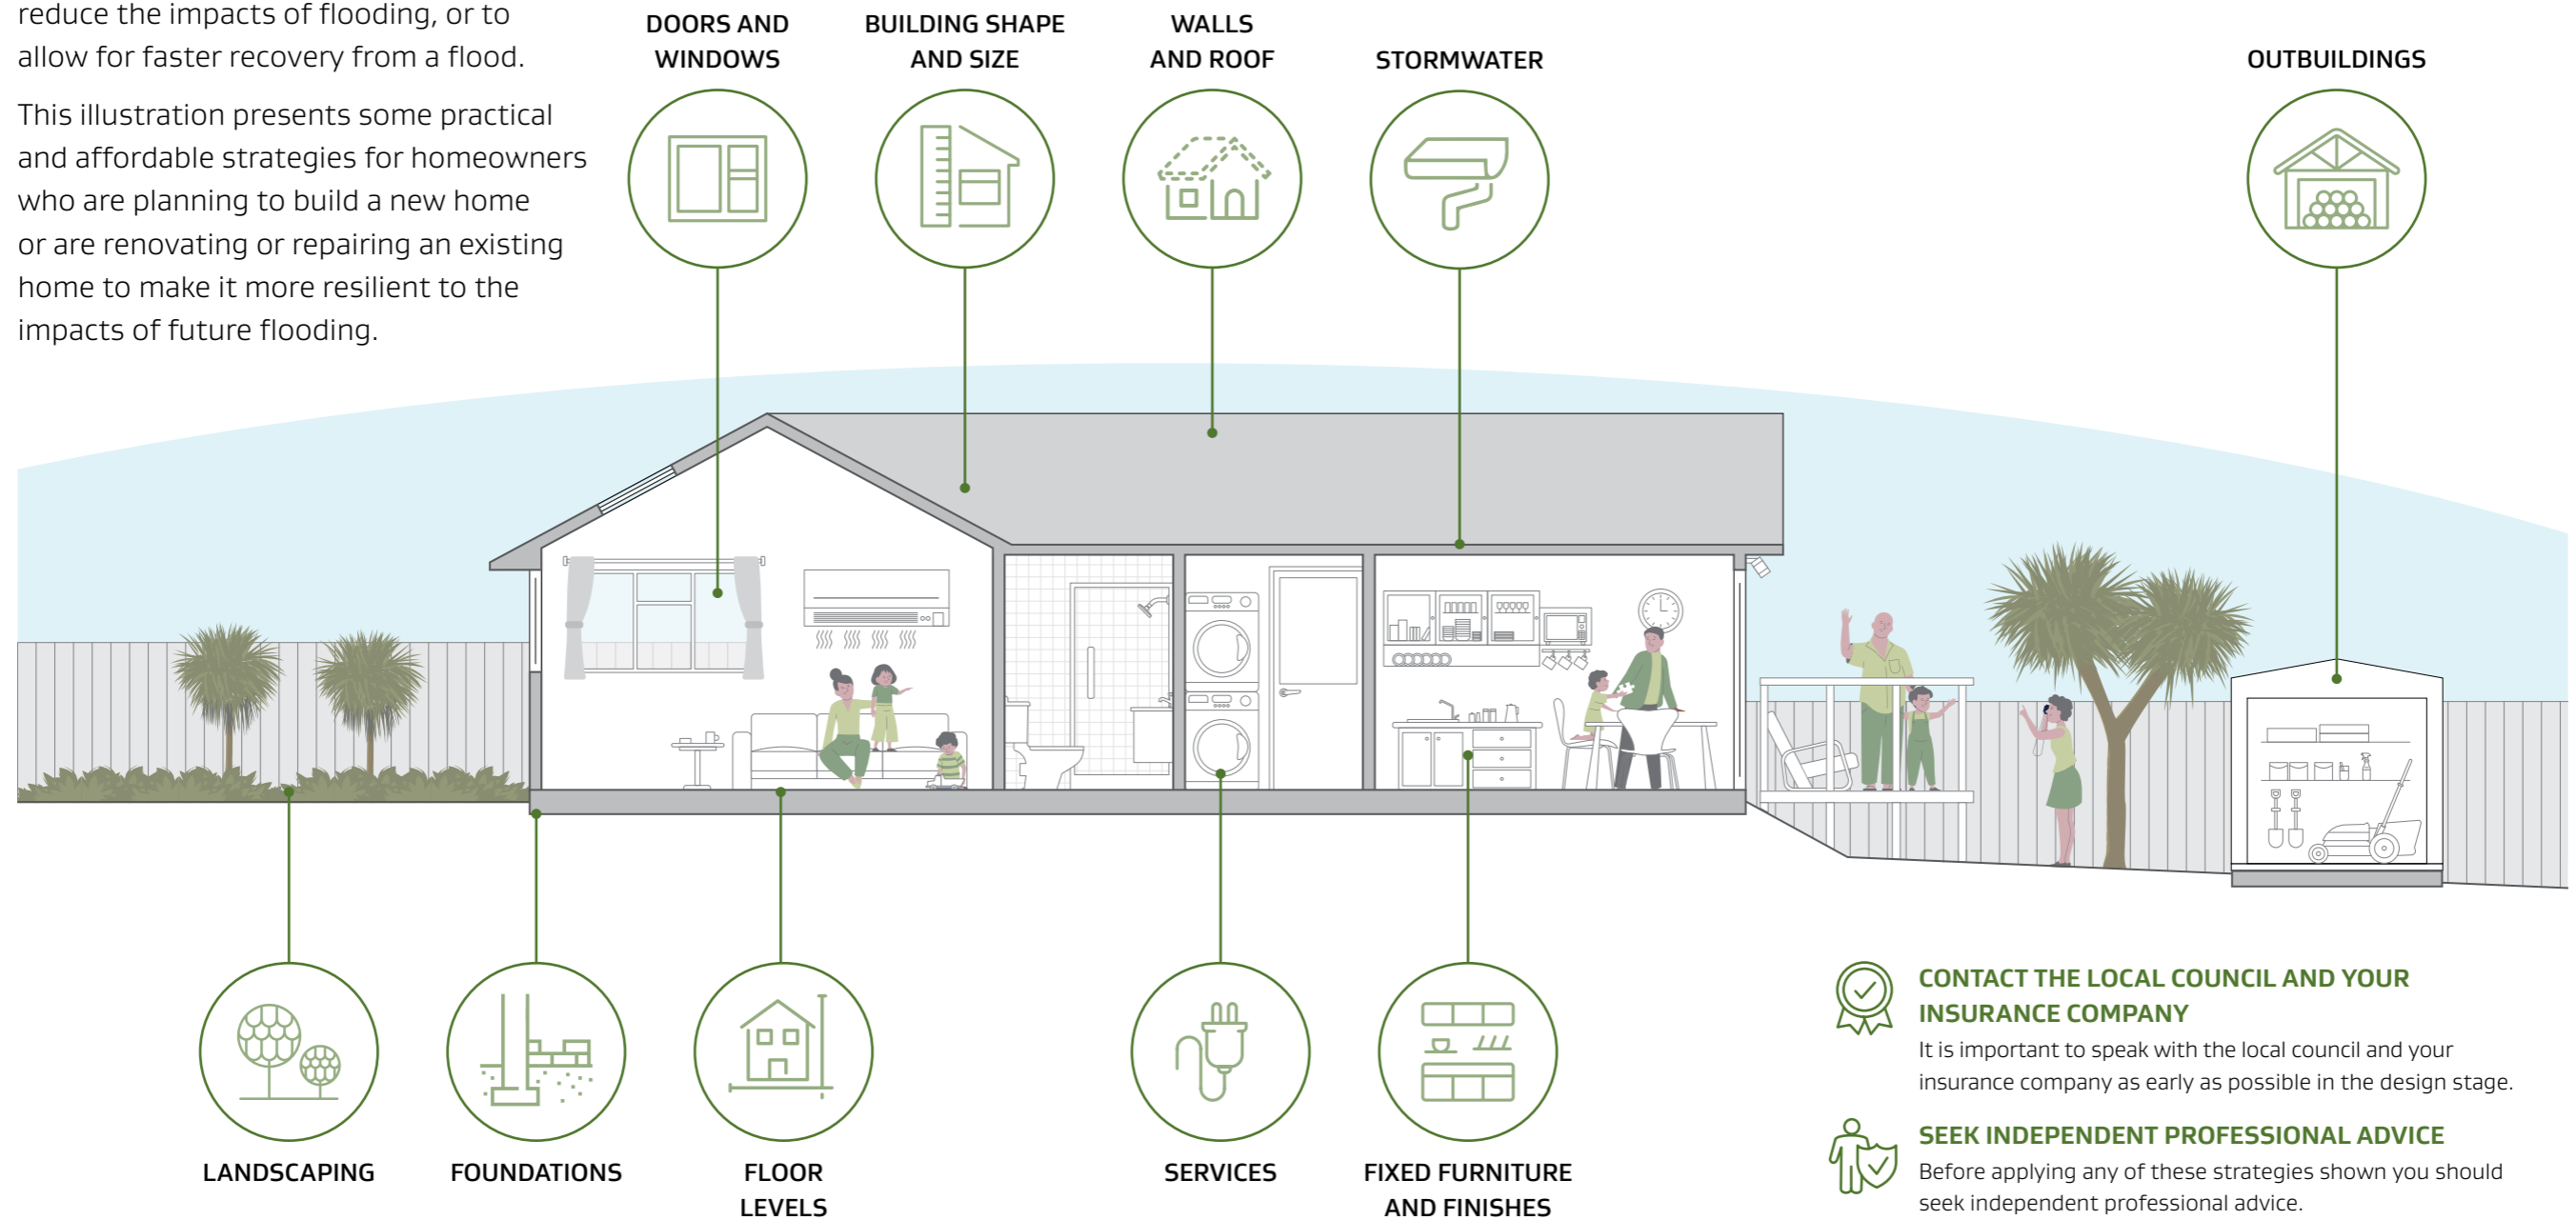 reduce the impacts of flooding, or to
allow for faster recovery from a flood.
This illustration presents some practical
and affordable strategies for homeowners
who are planning to build a new home
or are renovating or repairing an existing
home to make it more resilient to the
impacts of future flooding.
DOORS AND
WINDOWS
BUILDING SHAPE
AND SIZE
WALLS
AND ROOF
STORMWATER
OUTBUILDINGS
LANDSCAPING
FOUNDATIONS
FLOOR
LEVELS
SERVICES
FIXED FURNITURE
AND FINISHES
CONTACT THE LOCAL COUNCIL AND YOUR
INSURANCE COMPANY
It is important to speak with the local council and your
insurance company as early as possible in the design stage.
SEEK INDEPENDENT PROFESSIONAL ADVICE
Before applying any of these strategies shown you should
seek independent professional advice.